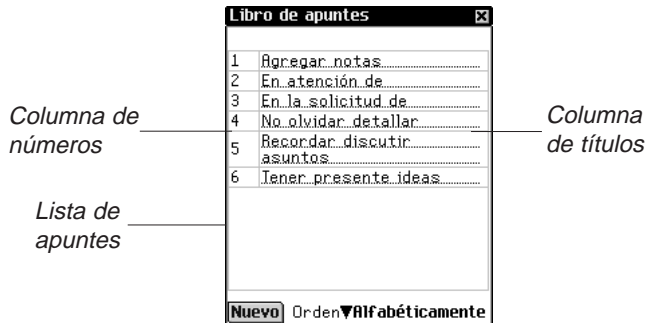 Libro de apuntes
1 Agregar notas
2 En atención de
3 En la solicitud de
4 No olvidar detallar
5 Recordar discutir
asuntos
6 Tener presente ideas
Nuevo Orden▼Alfabéticamente
Columna de
números
Lista de
apuntes
Columna
de títulos